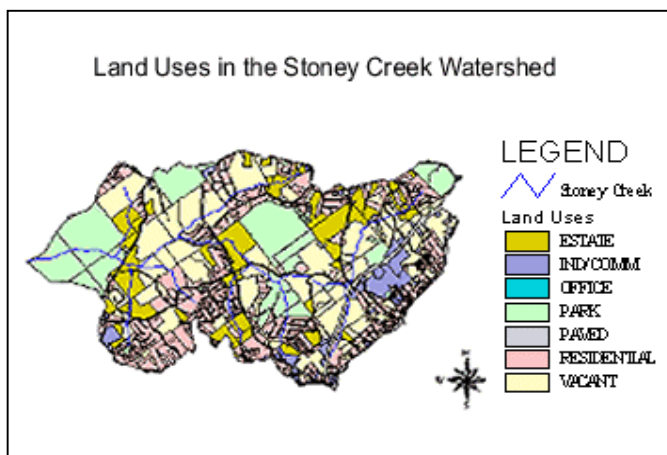 Land Uses in the Stoney Creek Watershed
LEGEND
Stoney Creek
Land Uses
ESTATE
IND/COMM
OFFICE
PARK
PAVED
RESIDENTIAL
VACANT